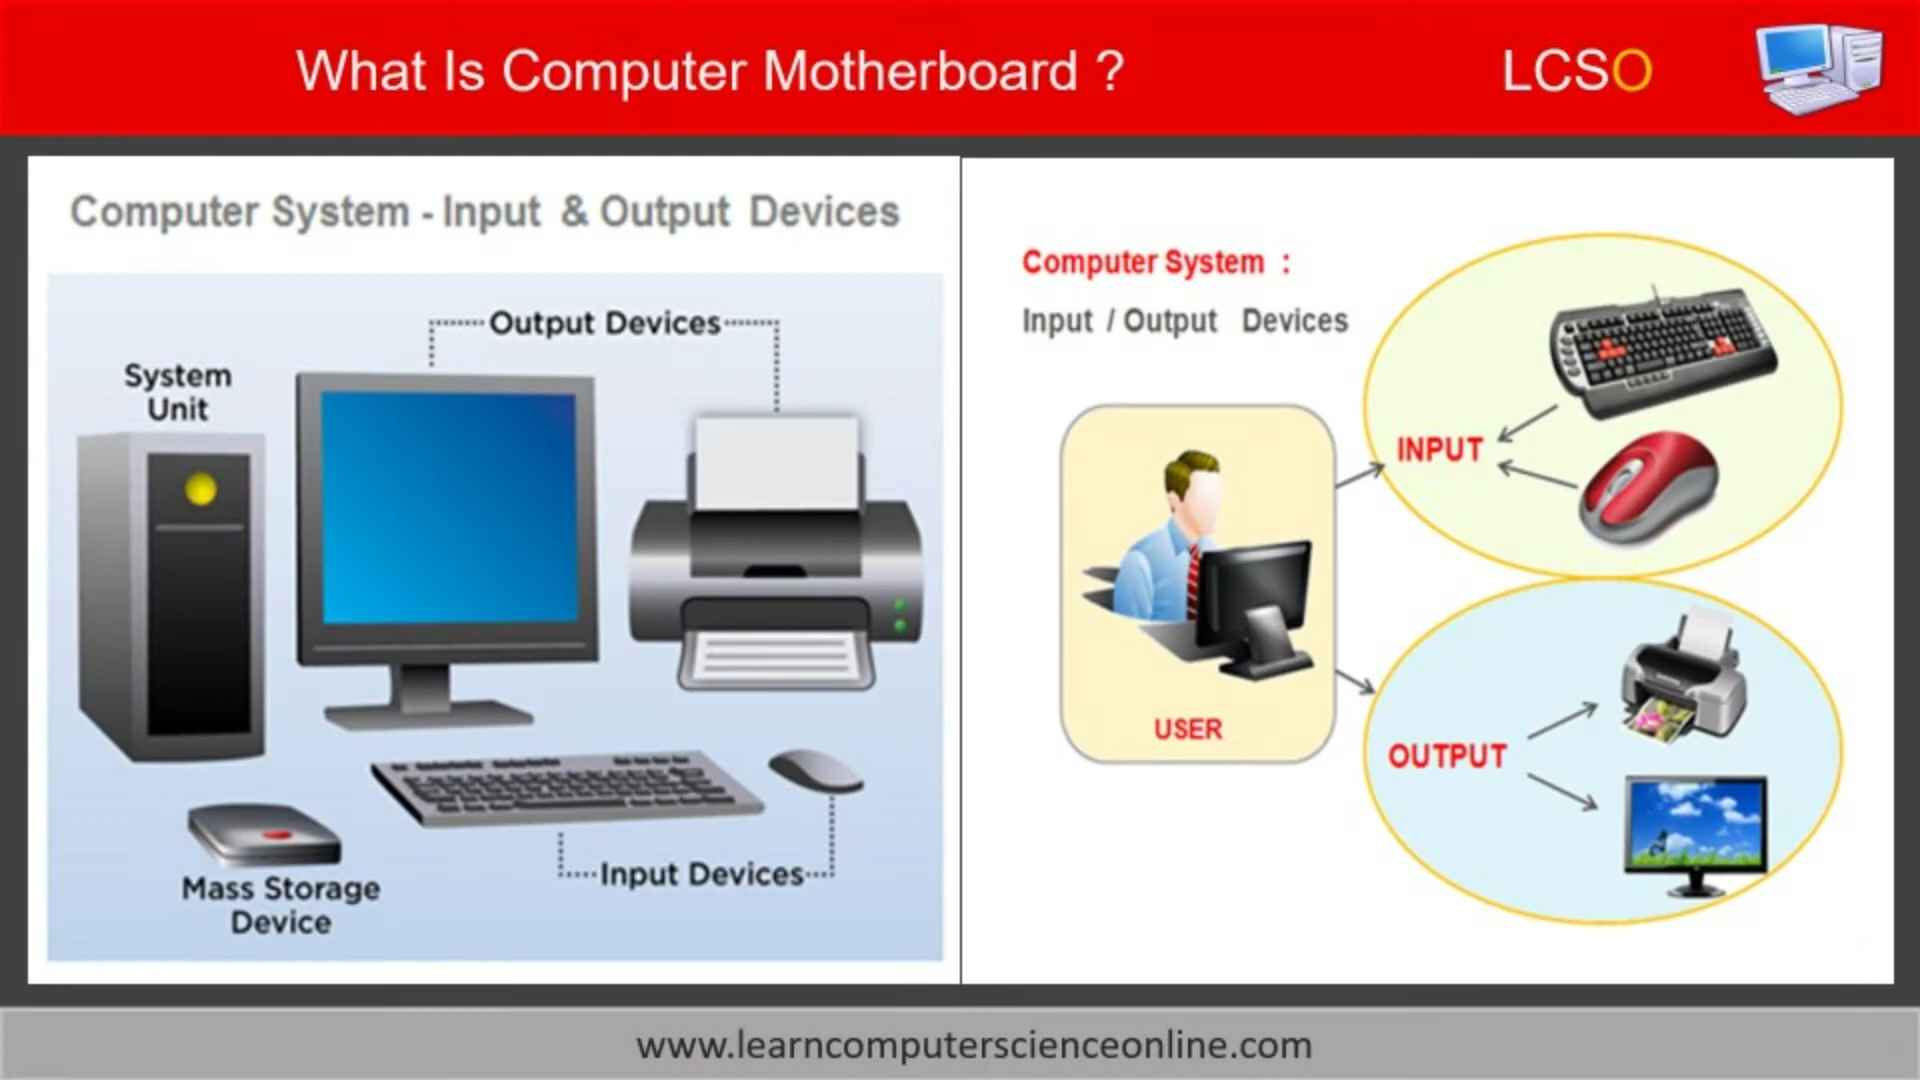 What Is Computer Motherboard ?
LCSO
Computer System - Input & Output Devices
Output Devices
System
Unit
Input Devices
Mass Storage
Device
Computer System :
Input / Output Devices
INPUT
USER
OUTPUT
www.learncomputerscienceonline.com